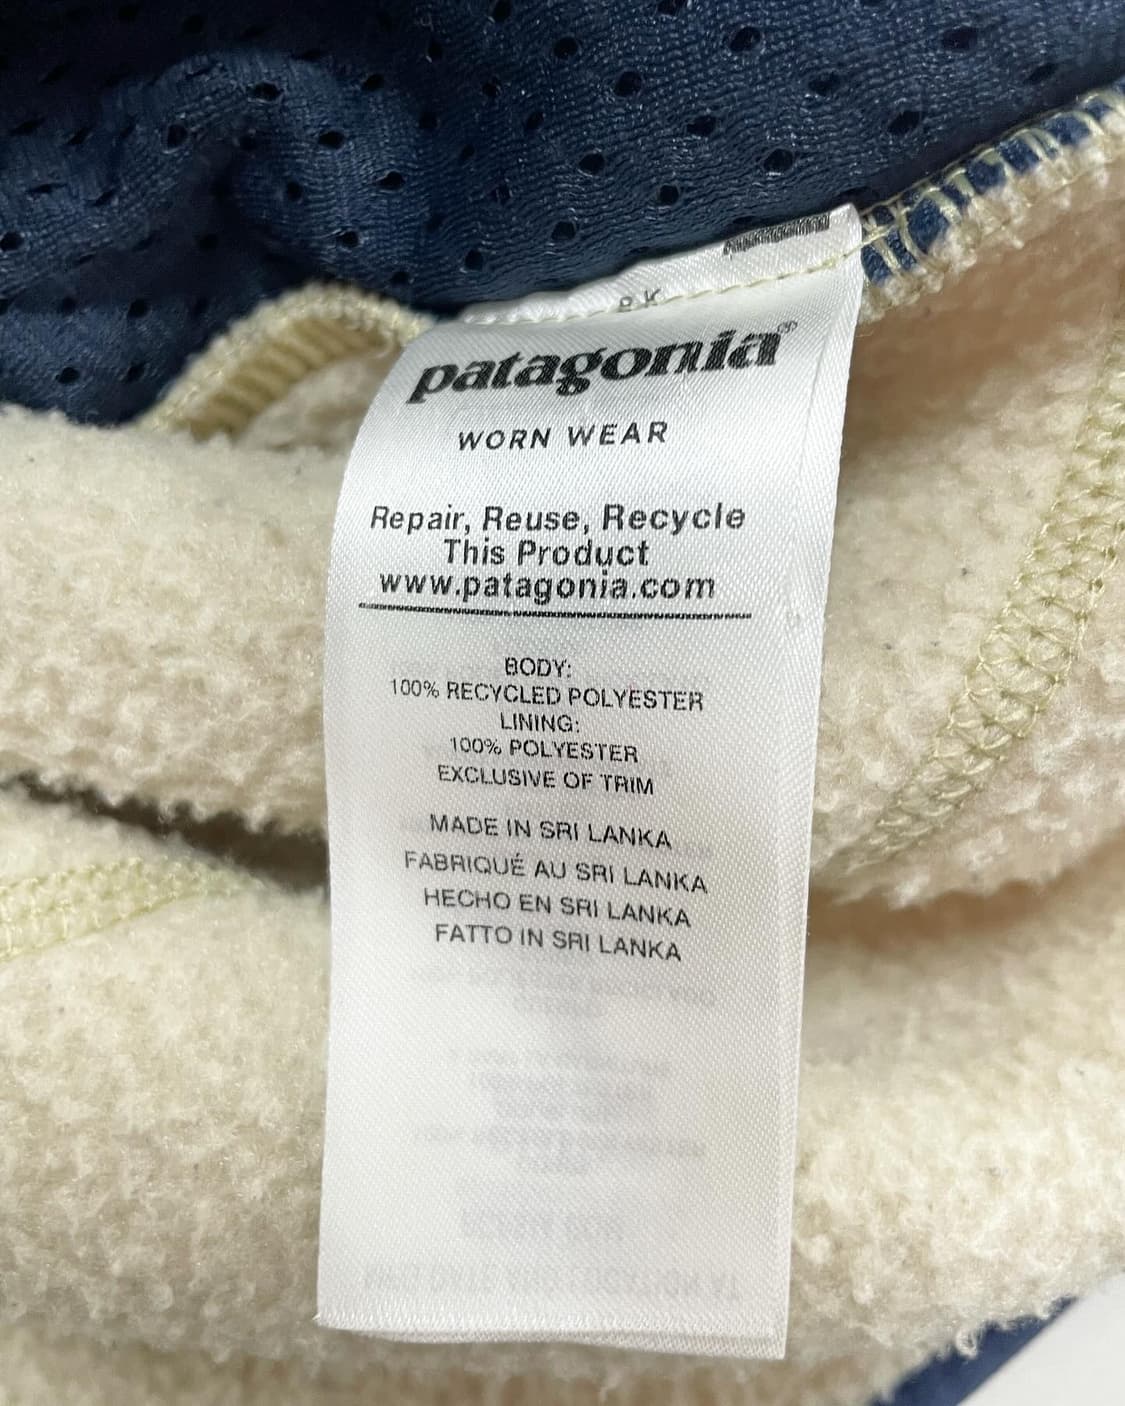 patagonia®
WORN WEAR
Repair, Reuse, Recycle
This Product
www.patagonia.com
BODY:
100% RECYCLED POLYESTER
LINING:
100% POLYESTER
EXCLUSIVE OF TRIM
MADE IN SRI LANKA
FABRIQUÉ AU SRI LANKA
HECHO EN SRI LANKA
FATTO IN SRI LANKA